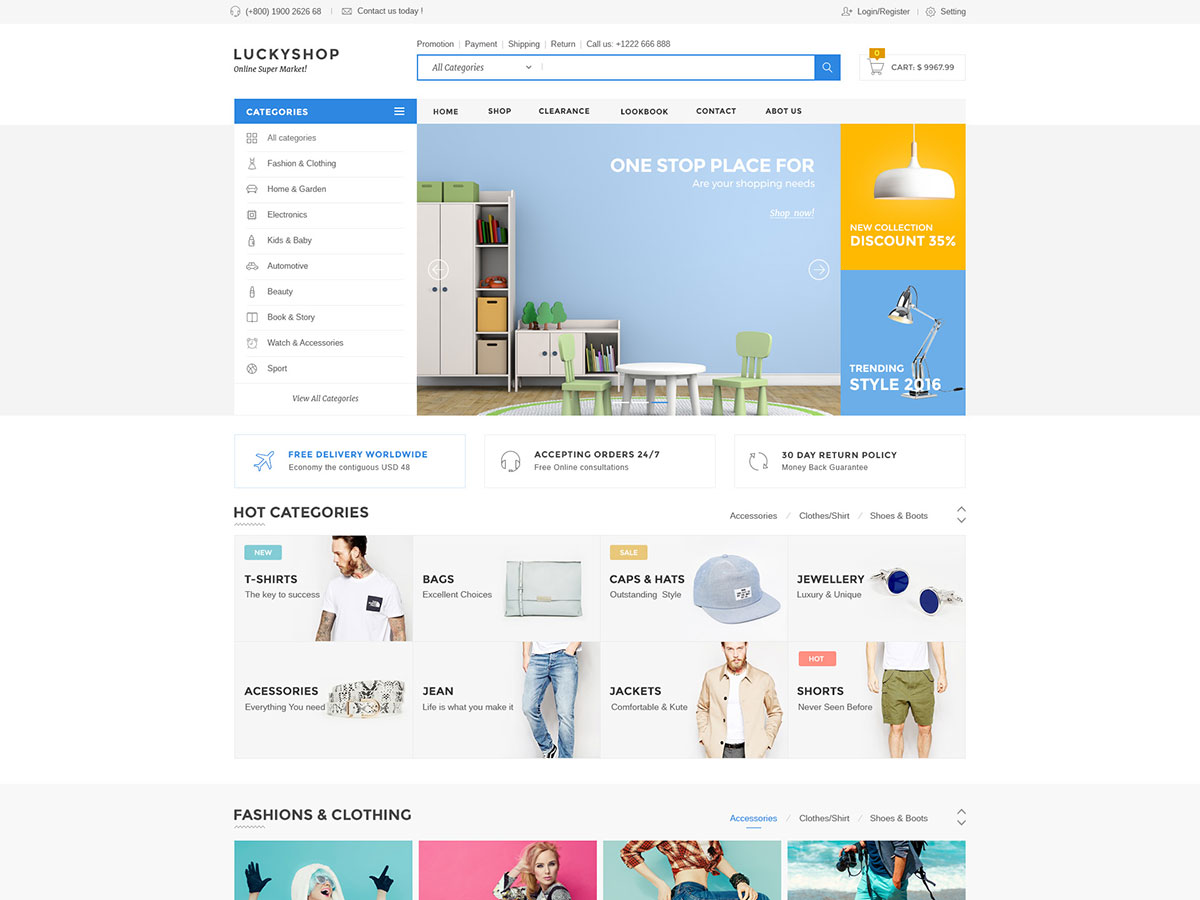 (+800) 1900 2626 68
Contact us today !
Login/Register
Setting
LUCKYSHOP
Online Super Market!
Promotion | Payment | Shipping | Return | Call us: +1222 666 888
All Categories
0
CART: $ 9967.99
CATEGORIES
HOME
SHOP
CLEARANCE
LOOKBOOK
CONTACT
ABOT US
All categories
Fashion & Clothing
Home & Garden
Electronics
Kids & Baby
Automotive
Beauty
Book & Story
Watch & Accessories
Sport
View All Categories
ONE STOP PLACE FOR
Are your shopping needs
Shop now!
NEW COLLECTION
DISCOUNT 35%
TRENDING
STYLE 2016
FREE DELIVERY WORLDWIDE
Economy the contiguous USD 48
ACCEPTING ORDERS 24/7
Free Online consultations
30 DAY RETURN POLICY
Money Back Guarantee
HOT CATEGORIES
Accessories / Clothes/Shirt / Shoes & Boots
NEW
T-SHIRTS
The key to success
BAGS
Excellent Choices
SALE
CAPS & HATS
Outstanding Style
JEWELLERY
Luxury & Unique
ACESSORIES
Everything You need
JEAN
Life is what you make it
JACKETS
Comfortable & Kute
HOT
SHORTS
Never Seen Before
FASHIONS & CLOTHING
Accessories / Clothes/Shirt / Shoes & Boots